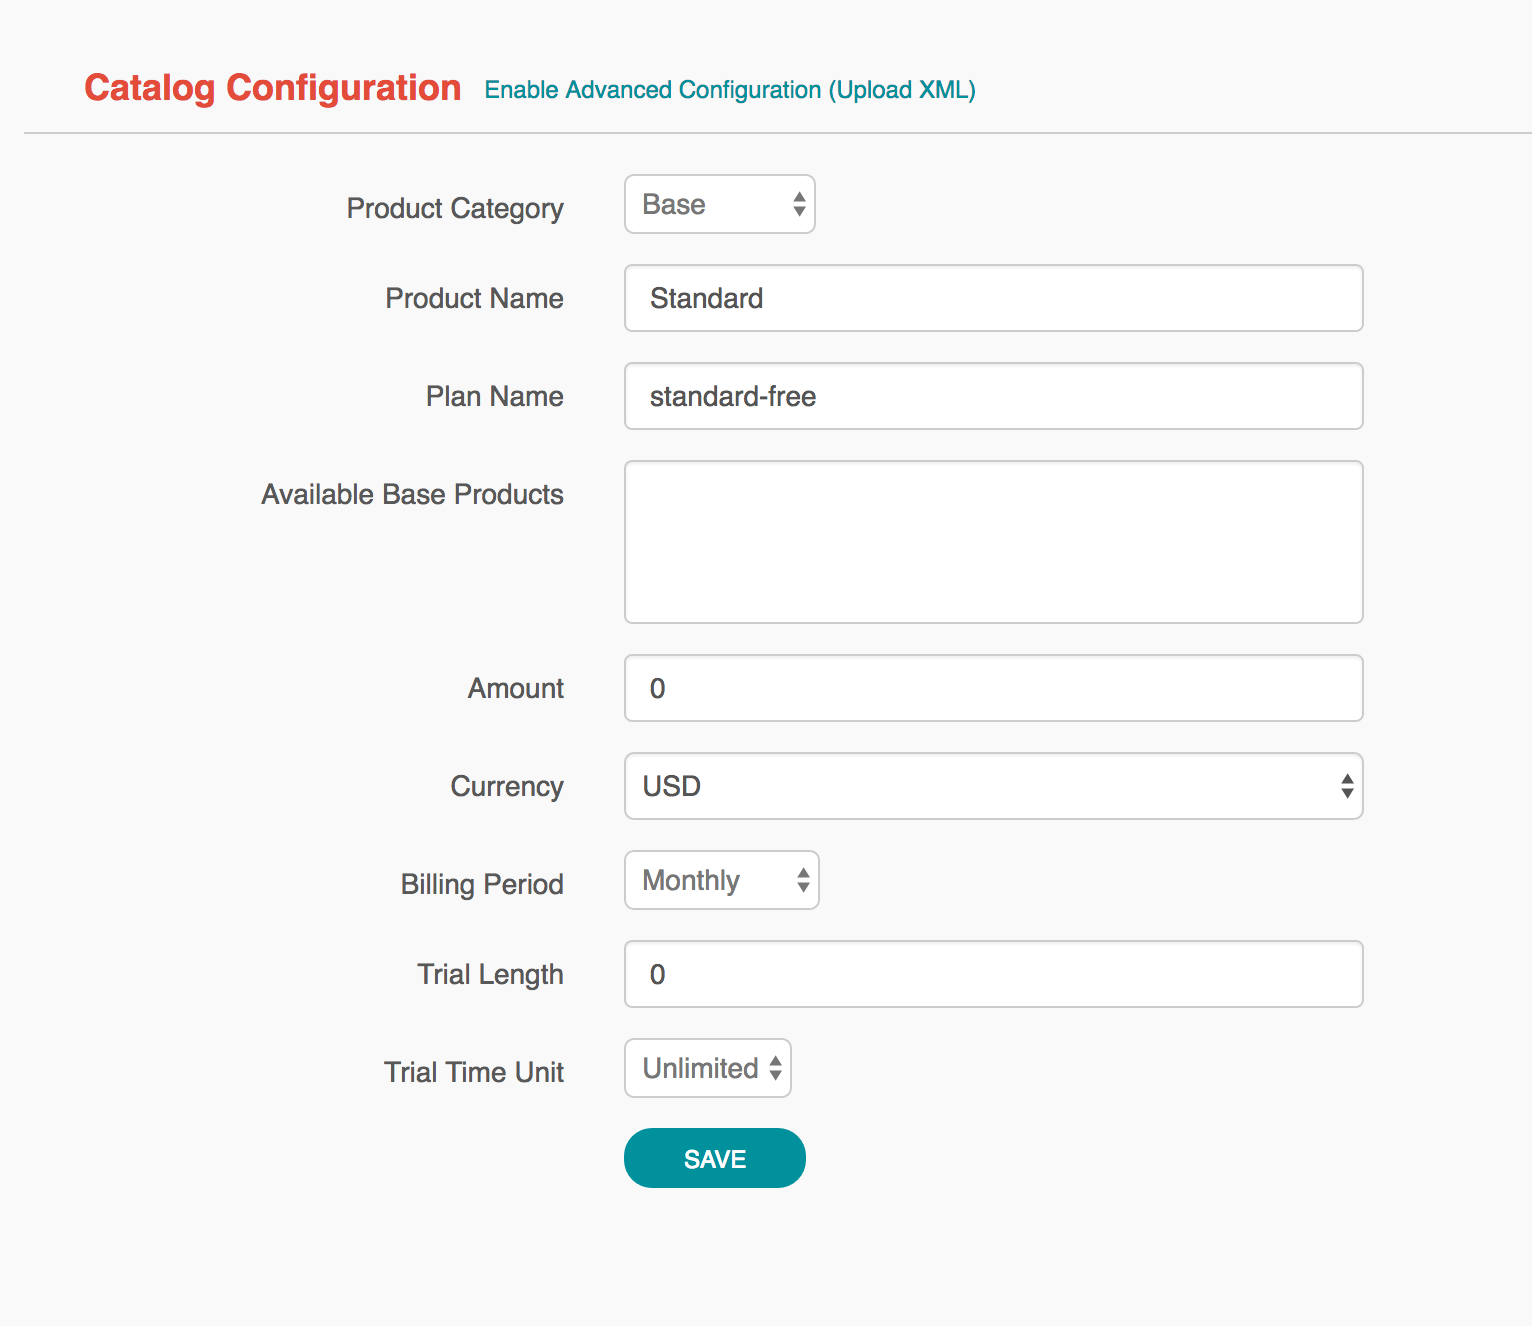 Catalog Configuration Enable Advanced Configuration (Upload XML)
Product Category Base
Product Name Standard
Plan Name standard-free
Available Base Products
Amount 0
Currency USD
Billing Period Monthly
Trial Length 0
Trial Time Unit Unlimited
SAVE